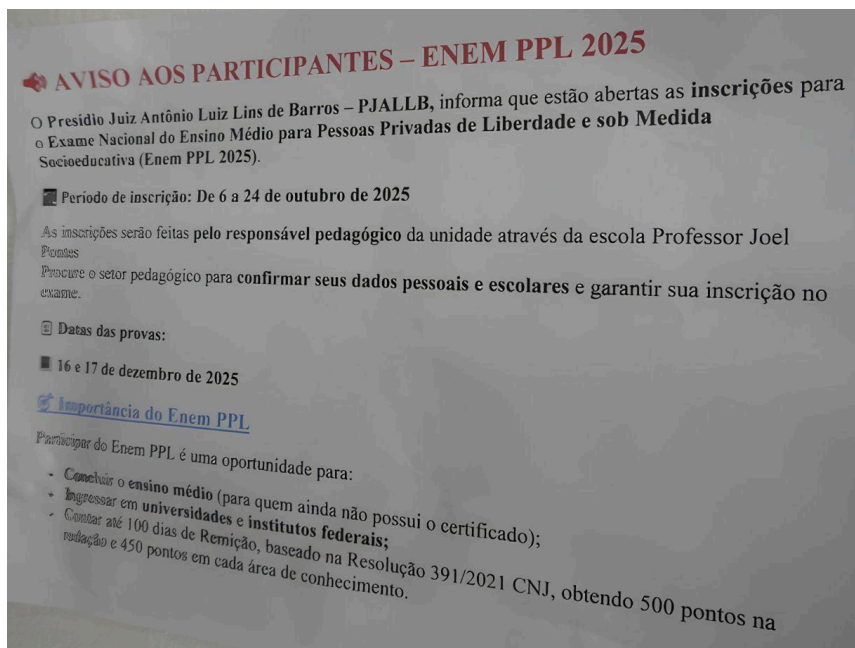 AVISO AOS PARTICIPANTES – ENEM PPL 2025
O Presídio Juiz Antônio Luiz Lins de Barros – PJALLB, informa que estão abertas as inscrições para
o Exame Nacional do Ensino Médio para Pessoas Privadas de Liberdade e sob Medida
Socioeducativa (Enem PPL 2025).
Período de inscrição: De 6 a 24 de outubro de 2025
As inscrições serão feitas pelo responsável pedagógico da unidade através da escola Professor Joel
Pontes
Procure o setor pedagógico para confirmar seus dados pessoais e escolares e garantir sua inscrição no
exame.
Datas das provas:
16 e 17 de dezembro de 2025
Importância do Enem PPL
Participar do Enem PPL é uma oportunidade para:
- Concluir o ensino médio (para quem ainda não possui o certificado);
- Ingressar em universidades e institutos federais;
- Contar até 100 dias de Remição, baseado na Resolução 391/2021 CNJ, obtendo 500 pontos na
redação e 450 pontos em cada área de conhecimento.